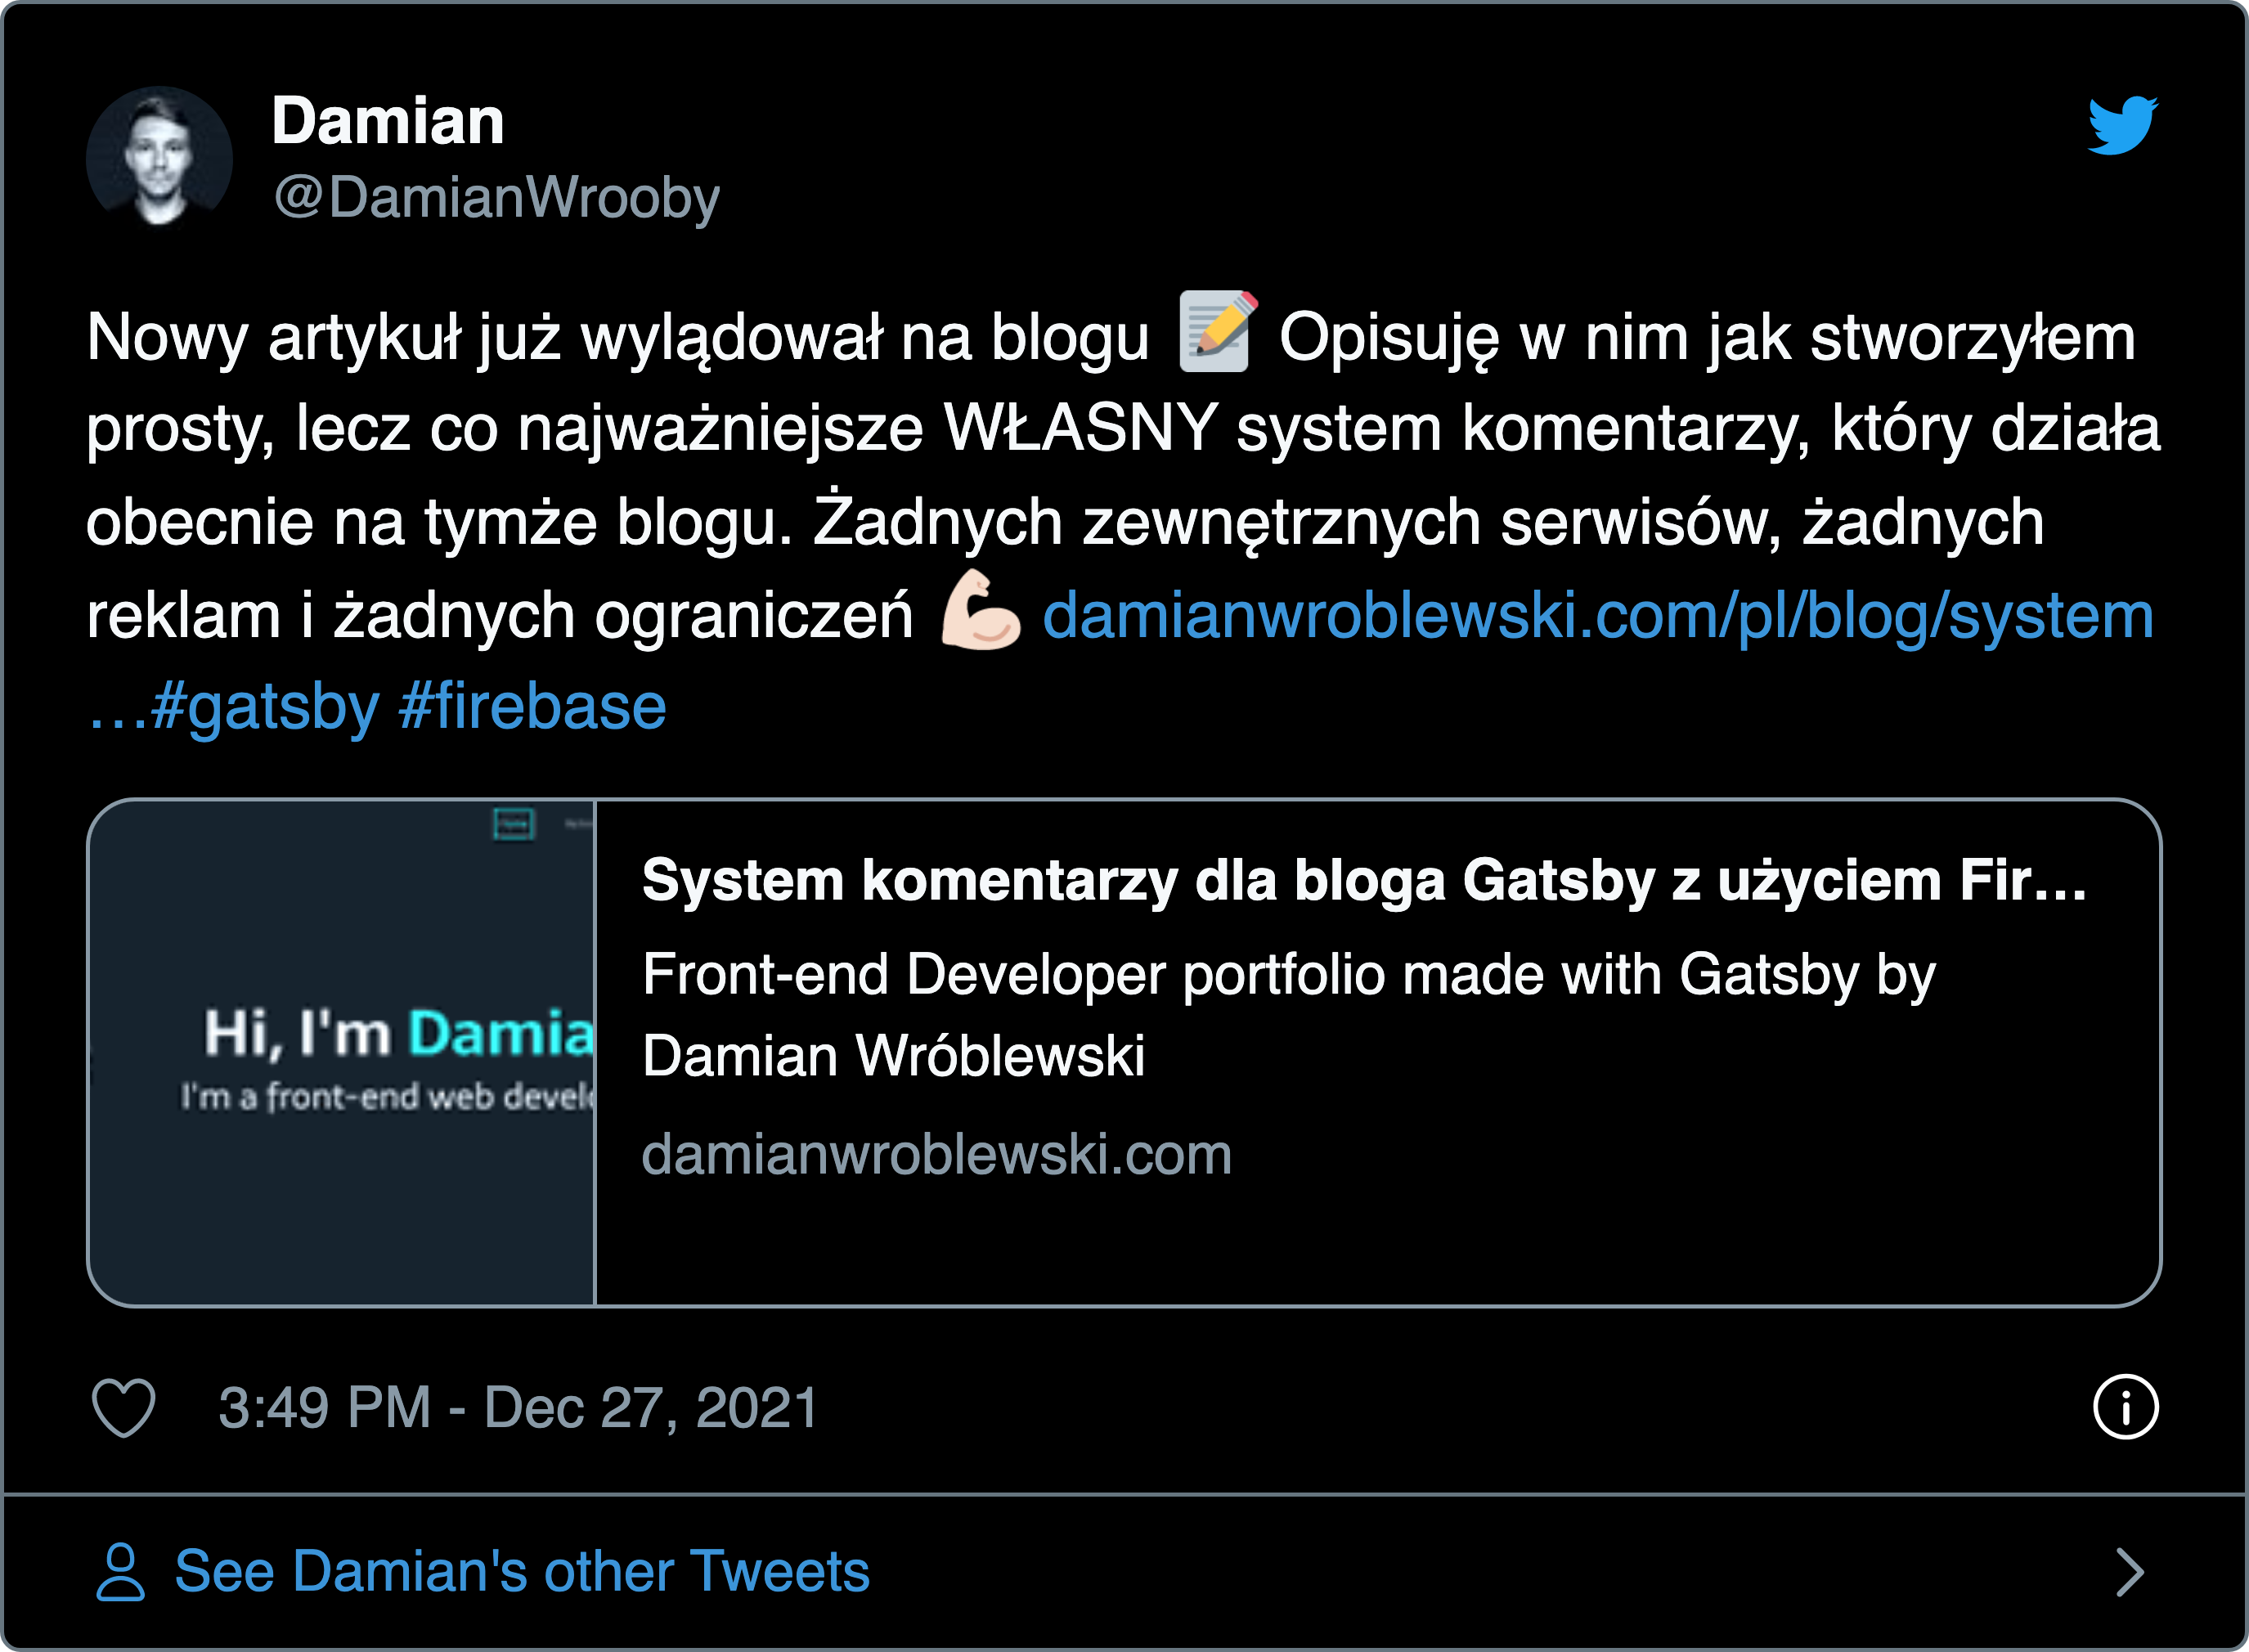 Damian
@DamianWrooby
Nowy artykuł już wylądował na blogu 📝 Opisuję w nim jak stworzyłem
prosty, lecz co najważniejsze WŁASNY system komentarzy, który działa
obecnie na tymże blogu. Żadnych zewnętrznych serwisów, żadnych
reklam i żadnych ograniczeń 💪🏻 damianwroblewski.com/pl/blog/system
…#gatsby #firebase
Hi, I'm Damia
I'm a front-end web develo
System komentarzy dla bloga Gatsby z użyciem Fir...
Front-end Developer portfolio made with Gatsby by
Damian Wróblewski
damianwroblewski.com
3:49 PM - Dec 27, 2021
See Damian's other Tweets